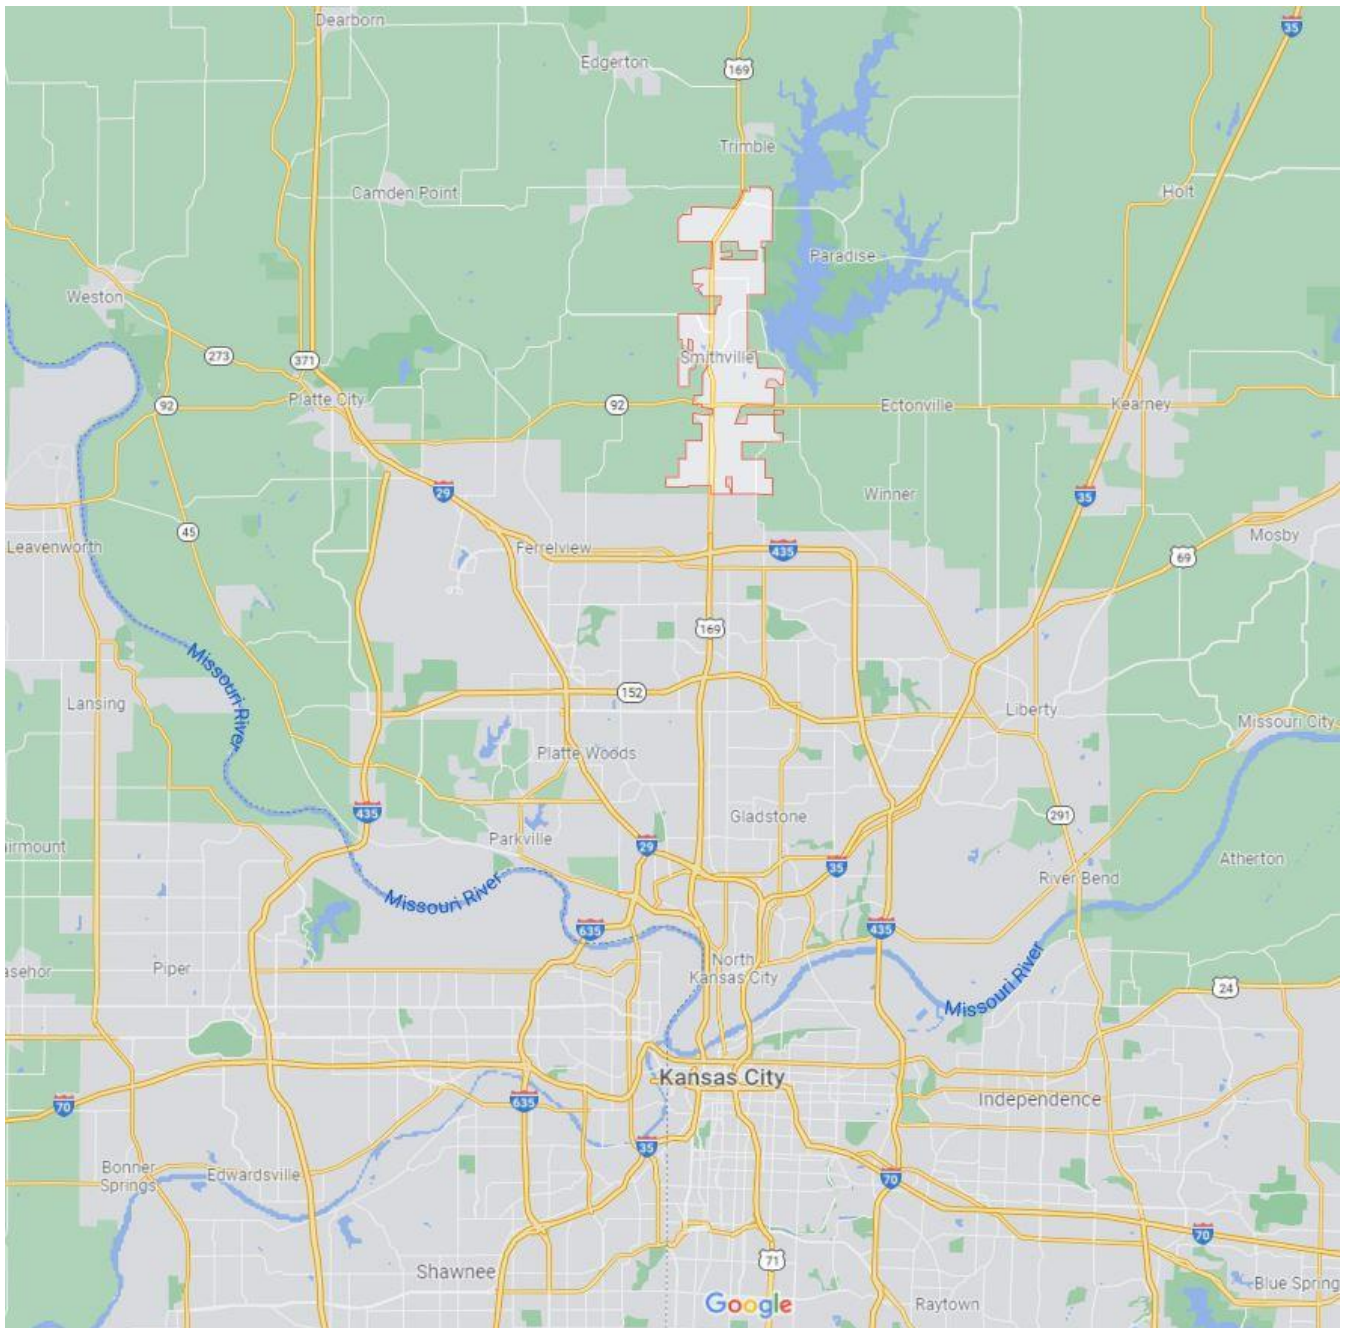 Dearborn
35
Edgerton
169
Trimble
Camden Point
Holt
Paradise
Weston
273
371
Smithville
Platte City
92
92
Ectonville
Kearney
29
Winner
35
45
Mosby
Leavenworth
Ferrelview
435
69
169
Missouri River
152
Lansing
Liberty
Missouri City
Platte Woods
435
Gladstone
291
Parkville
29
airmount
35
Atherton
River Bend
Missouri River
635
435
North
Kansas City
asehor
Piper
Missouri River
24
Kansas City
70
635
Independence
35
Bonner
Springs
Edwardsville
70
70
Shawnee
71
Blue Spring
Google
Raytown